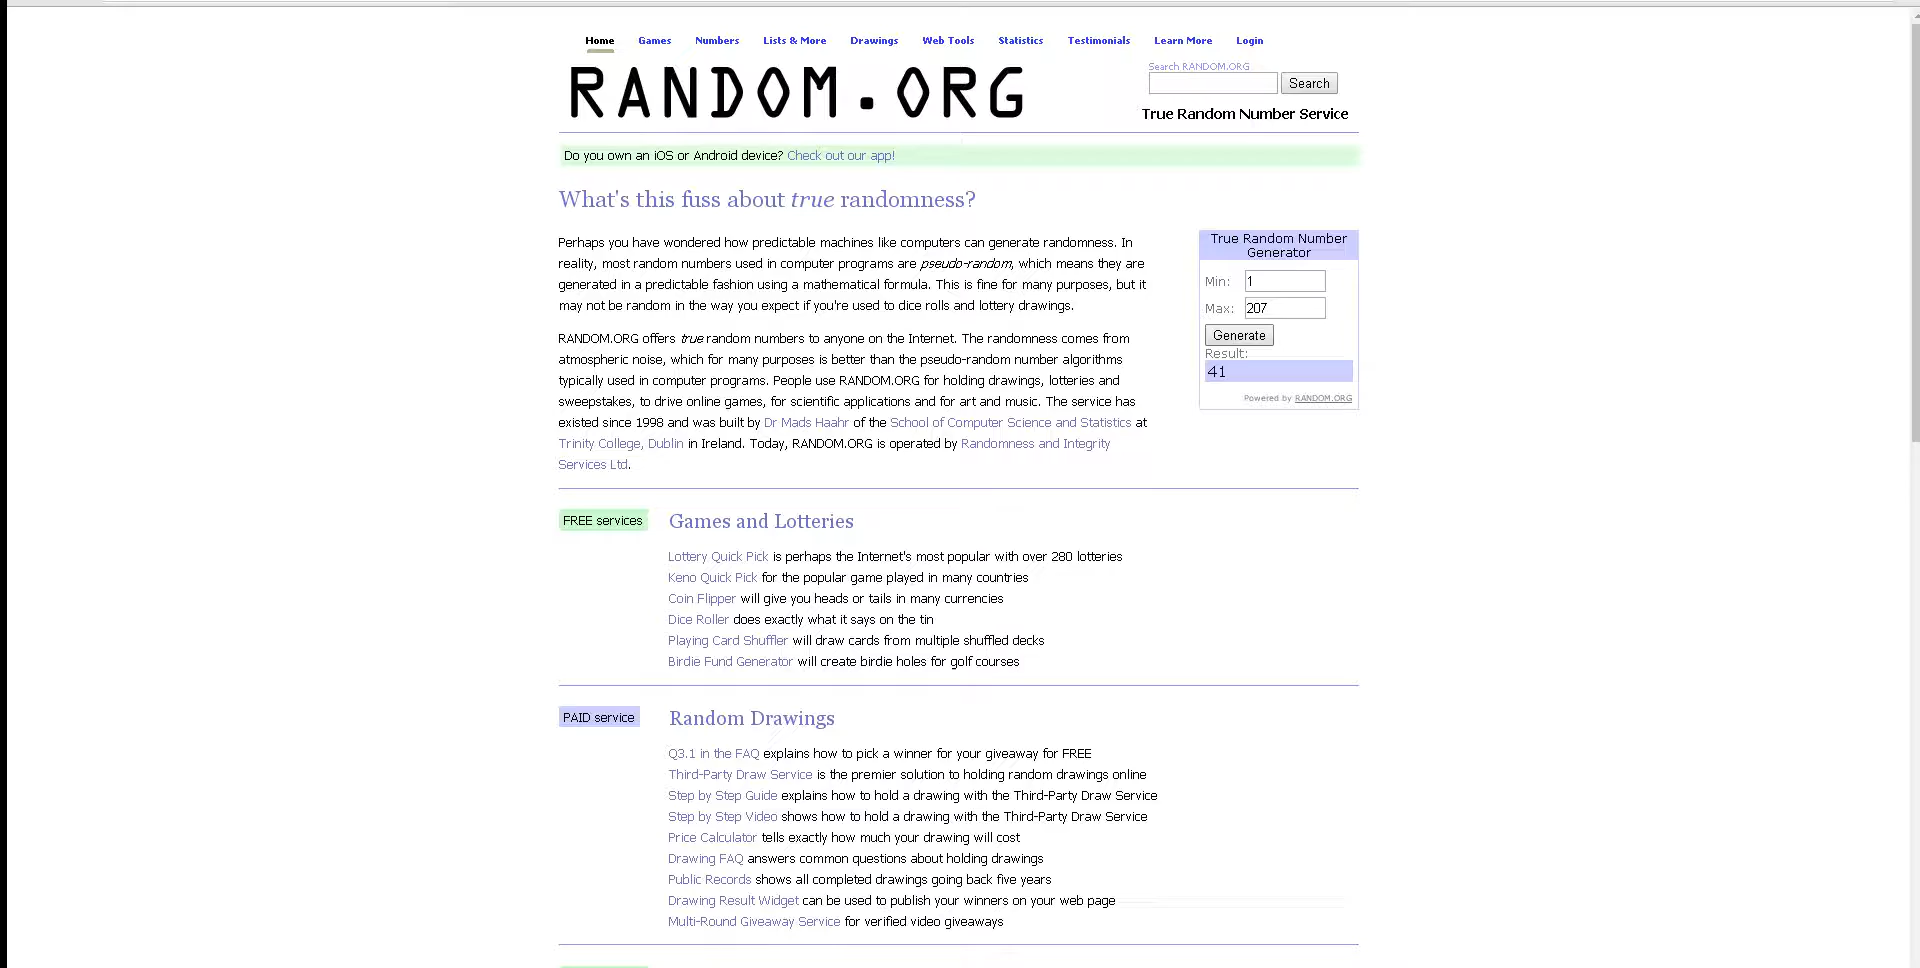 Home Games Numbers Lists & More Drawings Web Tools Statistics Testimonials Learn More Login
RANDOM.ORG
Search RANDOM.ORG
Search
True Random Number Service
Do you own an iOS or Android device? Check out our app!
What's this fuss about true randomness?
Perhaps you have wondered how predictable machines like computers can generate randomness. In
reality, most random numbers used in computer programs are pseudo-random, which means they are
generated in a predictable fashion using a mathematical formula. This is fine for many purposes, but it
may not be random in the way you expect if you're used to dice rolls and lottery drawings.
RANDOM.ORG offers true random numbers to anyone on the Internet. The randomness comes from
atmospheric noise, which for many purposes is better than the pseudo-random number algorithms
typically used in computer programs. People use RANDOM.ORG for holding drawings, lotteries and
sweepstakes, to drive online games, for scientific applications and for art and music. The service has
existed since 1998 and was built by Dr Mads Haahr of the School of Computer Science and Statistics at
Trinity College, Dublin in Ireland. Today, RANDOM.ORG is operated by Randomness and Integrity
Services Ltd.
True Random Number
Generator
Min: 1
Max: 207
Generate
Result:
41
Powered by RANDOM.ORG
FREE services
Games and Lotteries
Lottery Quick Pick is perhaps the Internet's most popular with over 280 lotteries
Keno Quick Pick for the popular game played in many countries
Coin Flipper will give you heads or tails in many currencies
Dice Roller does exactly what it says on the tin
Playing Card Shuffler will draw cards from multiple shuffled decks
Birdie Fund Generator will create birdie holes for golf courses
PAID service
Random Drawings
Q3.1 in the FAQ explains how to pick a winner for your giveaway for FREE
Third-Party Draw Service is the premier solution to holding random drawings online
Step by Step Guide explains how to hold a drawing with the Third-Party Draw Service
Step by Step Video shows how to hold a drawing with the Third-Party Draw Service
Price Calculator tells exactly how much your drawing will cost
Drawing FAQ answers common questions about holding drawings
Public Records shows all completed drawings going back five years
Drawing Result Widget can be used to publish your winners on your web page
Multi-Round Giveaway Service for verified video giveaways